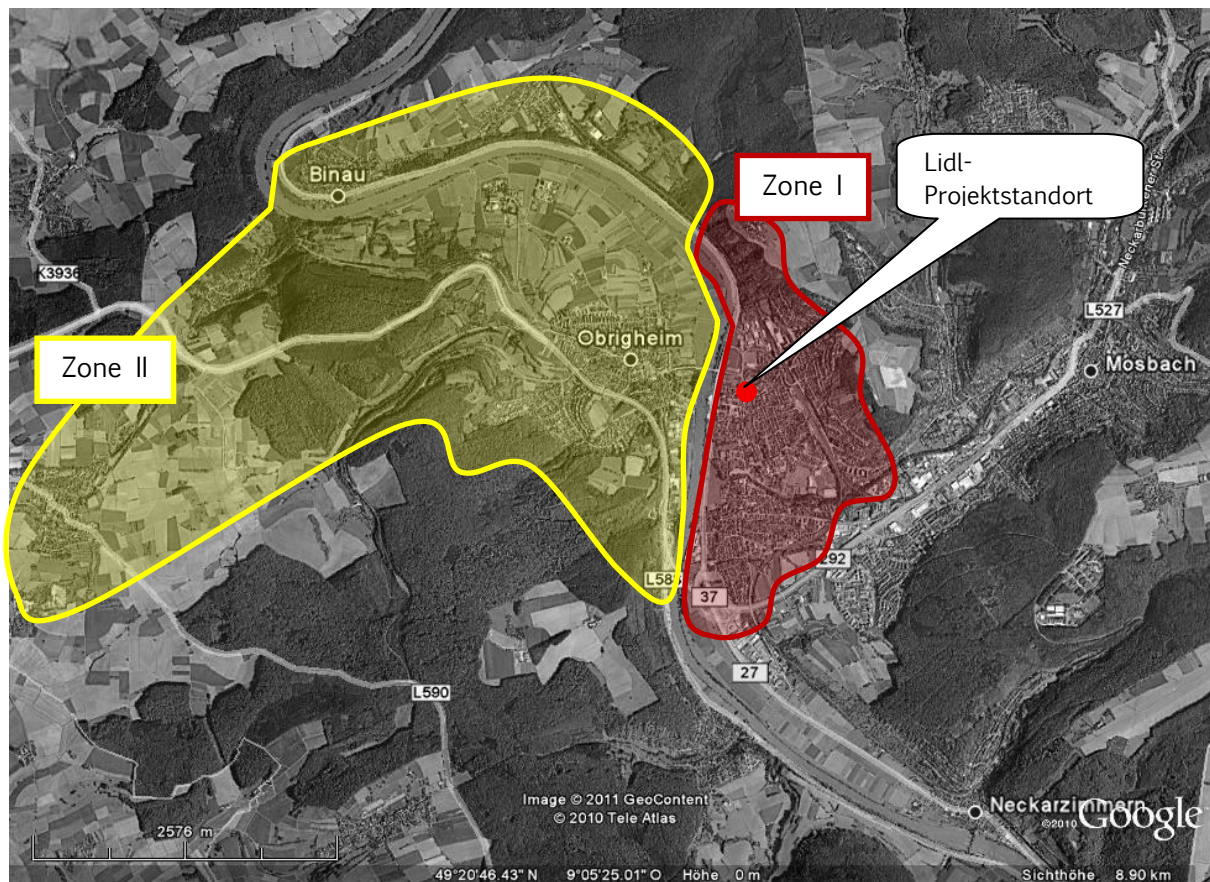 Lidl-
Projektstandort
Zone I
Binau
Neckarburkener Str.
K3936
L527
Obrigheim
Zone II
Mosbach
292
L588
37
27
L590
Image © 2011 GeoContent
© 2010 Tele Atlas
Neckarzimmern
©2010 Google
2576 m
49°20'46.43" N 9°05'25.01" O Höhe 0 m Sichthöhe 8.90 km